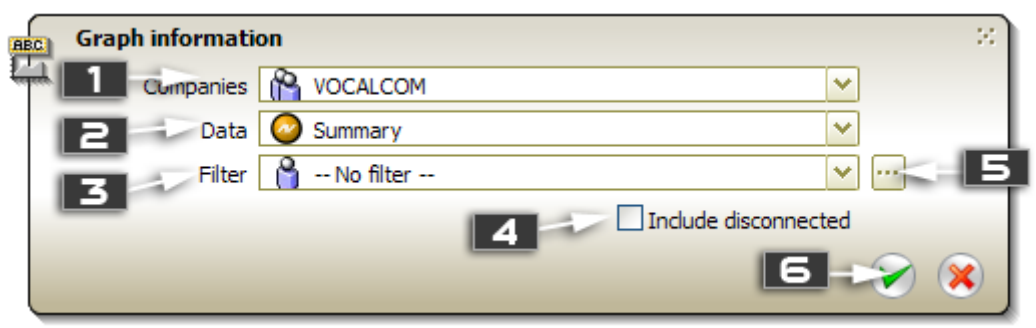 ABC
Graph information
1 Companies VOCALCOM
2 Data Summary
3 Filter -- No filter -- ... 5
4 Include disconnected
6